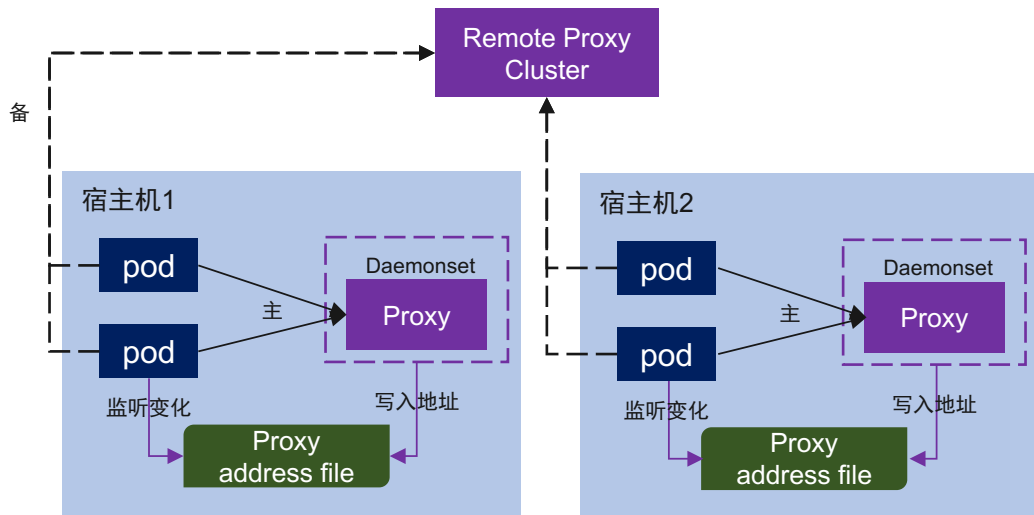 Remote Proxy
Cluster
备
宿主机1
pod
pod
主
Daemonset
Proxy
监听变化
写入地址
Proxy
address file
宿主机2
pod
pod
主
Daemonset
Proxy
监听变化
写入地址
Proxy
address file